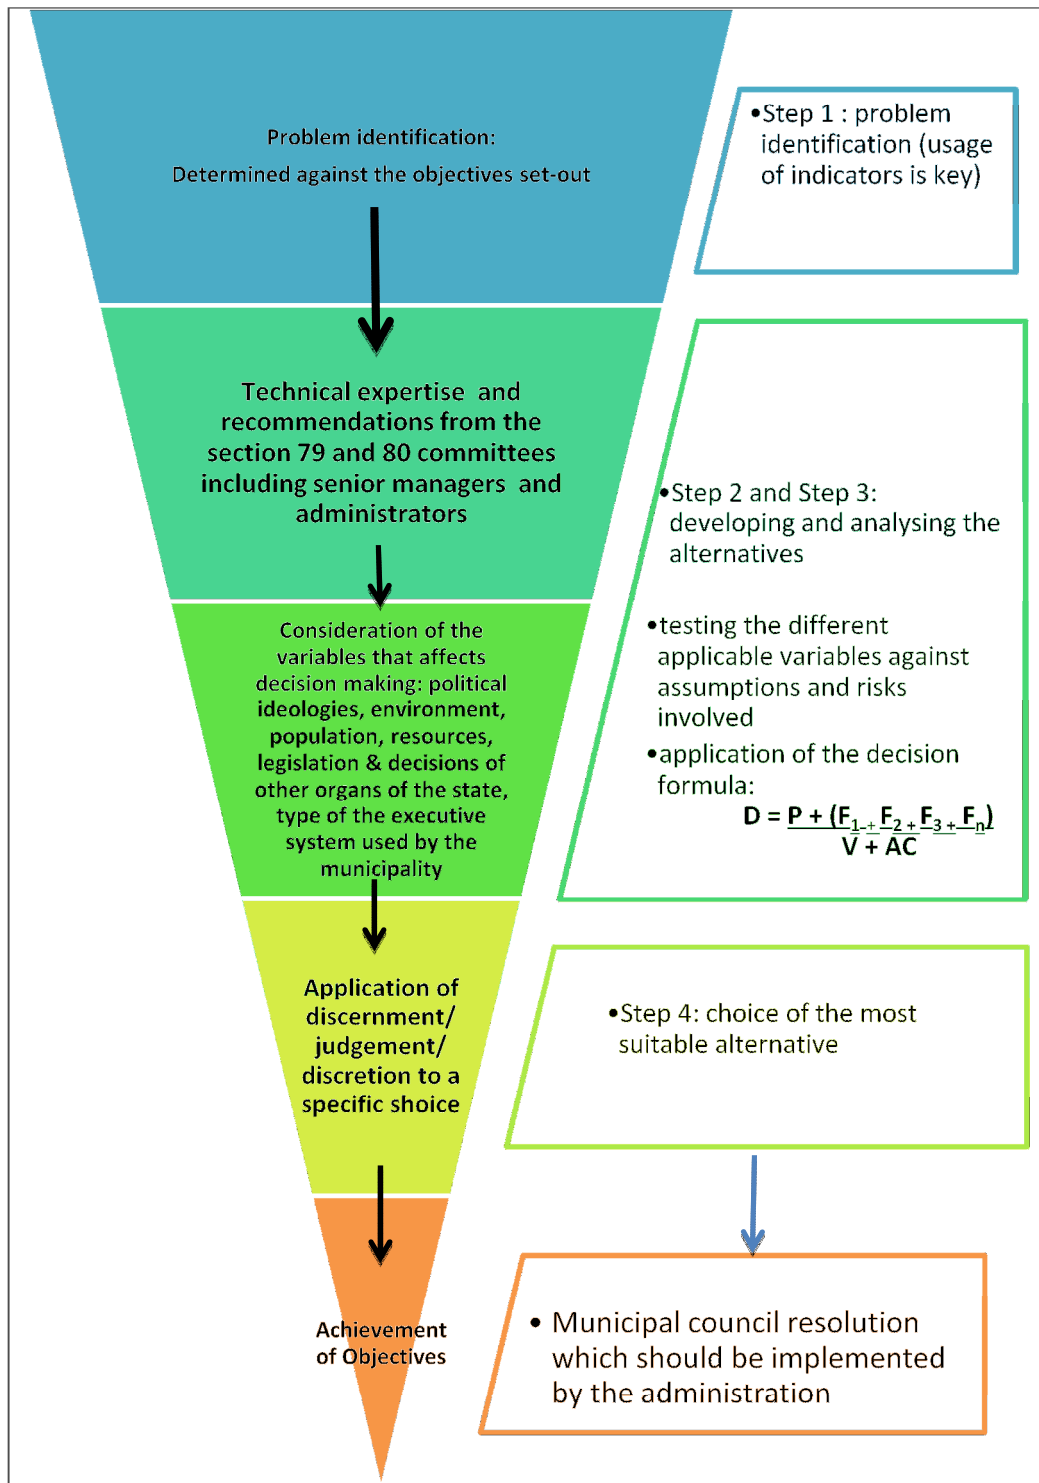 Problem identification:
Determined against the objectives set-out
•Step 1 : problem
identification (usage
of indicators is key)
Technical expertise and
recommendations from the
section 79 and 80 committees
including senior managers and
administrators
•Step 2 and Step 3:
developing and analysing the
alternatives
•testing the different
applicable variables against
assumptions and risks
involved
•application of the decision
formula:
D = P + (F1 + F2 + F3 + Fn)
V + AC
Consideration of the
variables that affects
decision making: political
ideologies, environment,
population, resources,
legislation & decisions of
other organs of the state,
type of the executive
system used by the
municipality
Application of
discernment/
judgement/
discretion to a
specific shoice
•Step 4: choice of the most
suitable alternative
Achievement
of Objectives
• Municipal council resolution
which should be implemented
by the administration